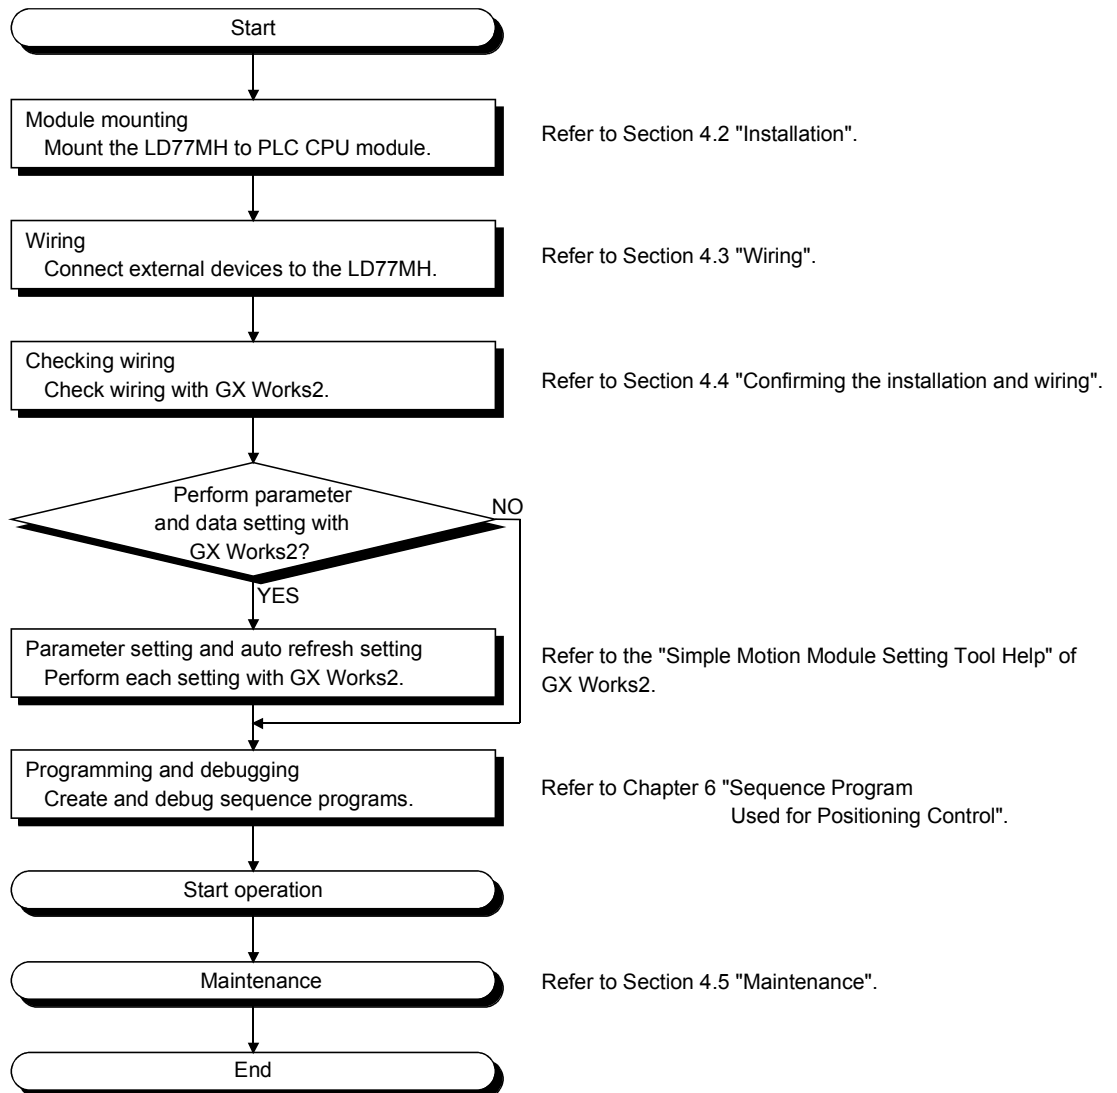 Start
Module mounting
Mount the LD77MH to PLC CPU module.
Refer to Section 4.2 "Installation".
Wiring
Connect external devices to the LD77MH.
Refer to Section 4.3 "Wiring".
Checking wiring
Check wiring with GX Works2.
Refer to Section 4.4 "Confirming the installation and wiring".
Perform parameter
and data setting with
GX Works2?
NO
YES
Parameter setting and auto refresh setting
Perform each setting with GX Works2.
Refer to the "Simple Motion Module Setting Tool Help" of
GX Works2.
Programming and debugging
Create and debug sequence programs.
Refer to Chapter 6 "Sequence Program
Used for Positioning Control".
Start operation
Maintenance
Refer to Section 4.5 "Maintenance".
End